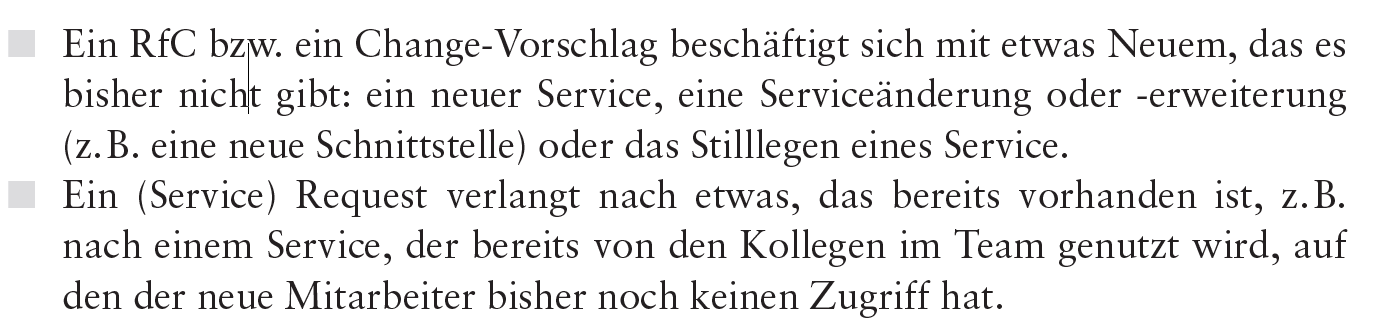 Ein RfC bzw. ein Change-Vorschlag beschäftigt sich mit etwas Neuem, das es
bisher nicht gibt: ein neuer Service, eine Serviceänderung oder -erweiterung
(z.B. eine neue Schnittstelle) oder das Stilllegen eines Service.
Ein (Service) Request verlangt nach etwas, das bereits vorhanden ist, z.B.
nach einem Service, der bereits von den Kollegen im Team genutzt wird, auf
den der neue Mitarbeiter bisher noch keinen Zugriff hat.